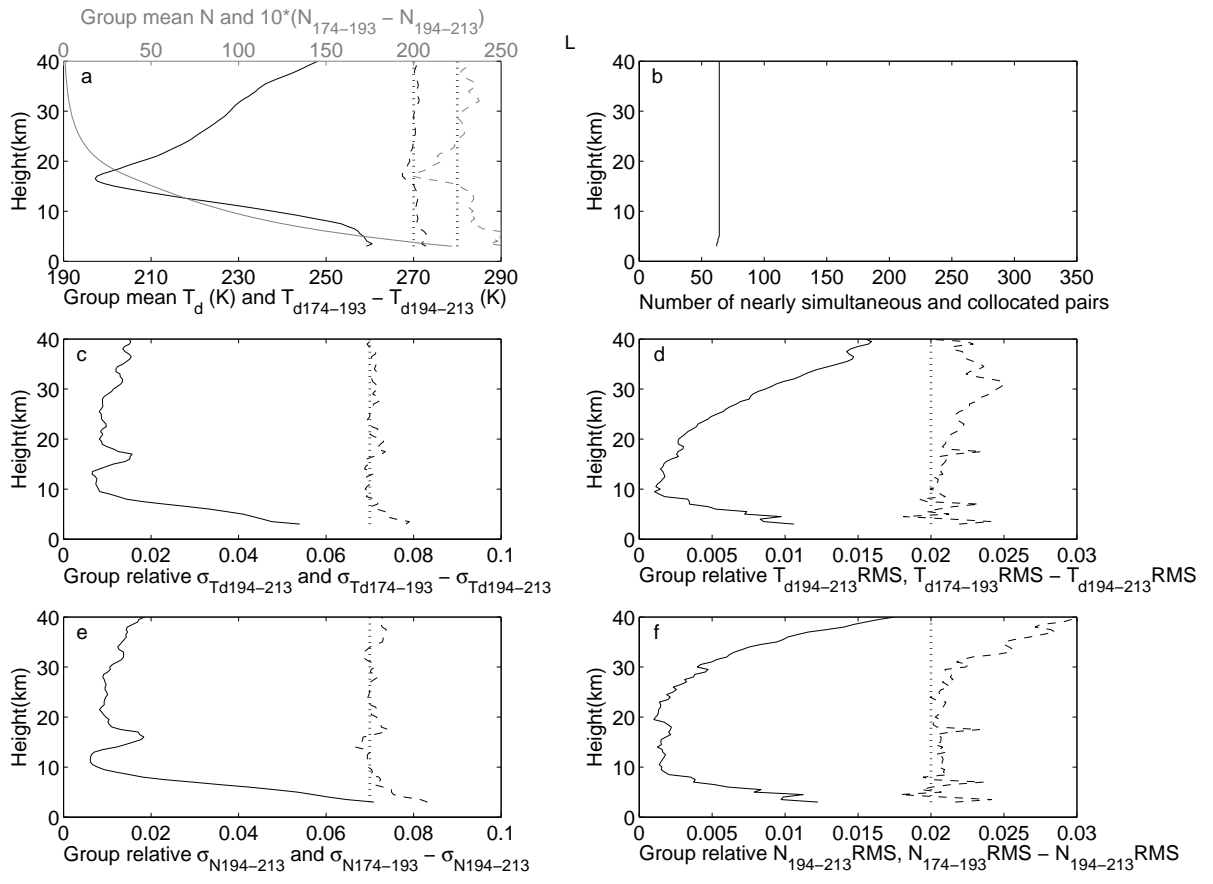 Group mean N and 10*(N174−193 − N194−213)
0 50 100 150 200 250
L
a
Height(km)
40
30
20
10
0
190 210 230 250 270 290
Group mean Td (K) and Td174−193 − Td194−213 (K)
b
Height(km)
40
30
20
10
0
0 50 100 150 200 250 300 350
Number of nearly simultaneous and collocated pairs
c
Height(km)
40
30
20
10
0
0 0.02 0.04 0.06 0.08 0.1
Group relative σTd194−213 and σTd174−193 − σTd194−213
d
Height(km)
40
30
20
10
0
0 0.005 0.01 0.015 0.02 0.025 0.03
Group relative Td194−213RMS, Td174−193RMS − Td194−213RMS
e
Height(km)
40
30
20
10
0
0 0.02 0.04 0.06 0.08 0.1
Group relative σN194−213 and σN174−193 − σN194−213
f
Height(km)
40
30
20
10
0
0 0.005 0.01 0.015 0.02 0.025 0.03
Group relative N194−213RMS, N174−193RMS − N194−213RMS